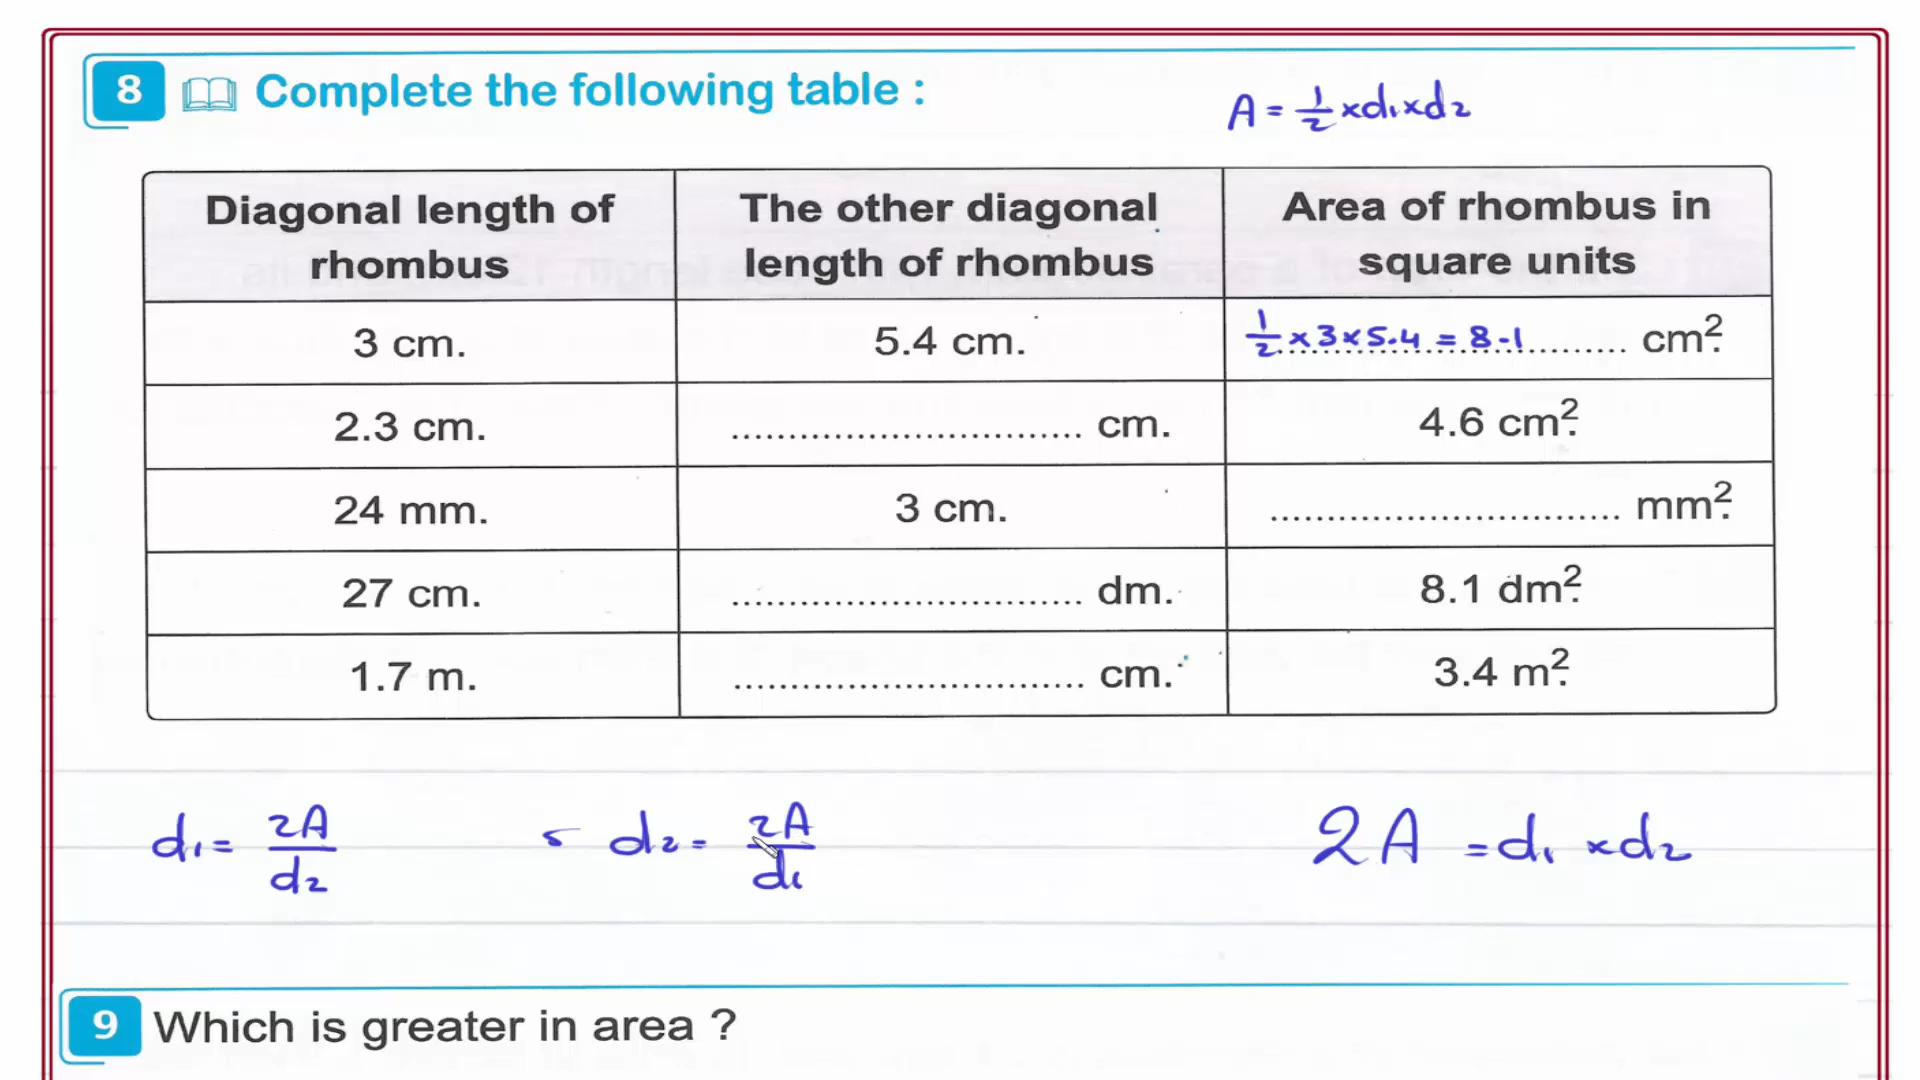 8 Complete the following table :
A = 1/2 × d1 × d2
Diagonal length of rhombus | The other diagonal length of rhombus | Area of rhombus in square units
3 cm. | 5.4 cm. | 1/2 × 3 × 5.4 = 8.1 cm².
2.3 cm. | .............................. cm. | 4.6 cm².
24 mm. | 3 cm. | .............................. mm².
27 cm. | .............................. dm. | 8.1 dm².
1.7 m. | .............................. cm. | 3.4 m².
d1 = 2A/d2 , d2 = 2A/d1 2A = d1 × d2
9 Which is greater in area ?